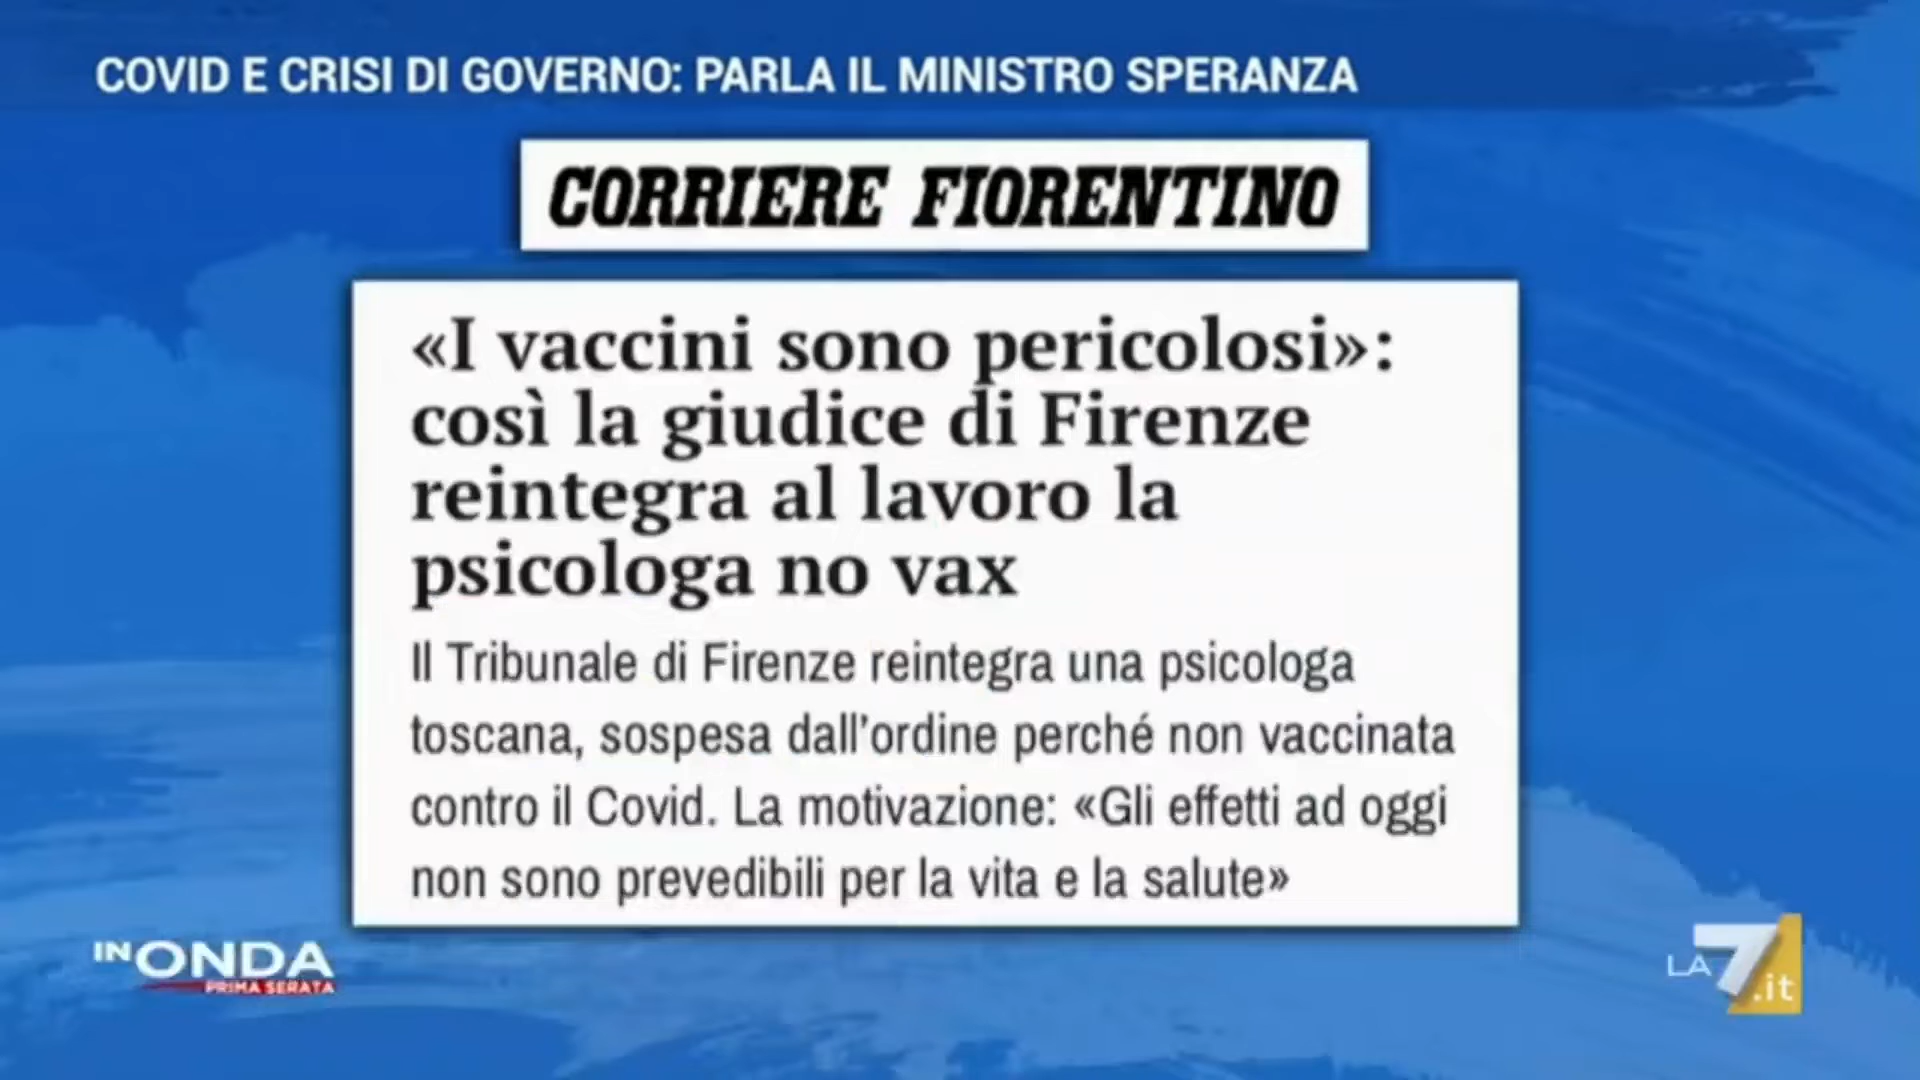 COVID E CRISI DI GOVERNO: PARLA IL MINISTRO SPERANZA
CORRIERE FIORENTINO
«I vaccini sono pericolosi»:
così la giudice di Firenze
reintegra al lavoro la
psicologa no vax
Il Tribunale di Firenze reintegra una psicologa
toscana, sospesa dall'ordine perché non vaccinata
contro il Covid. La motivazione: «Gli effetti ad oggi
non sono prevedibili per la vita e la salute»
IN ONDA
PRIMA SERATA
LA7.it